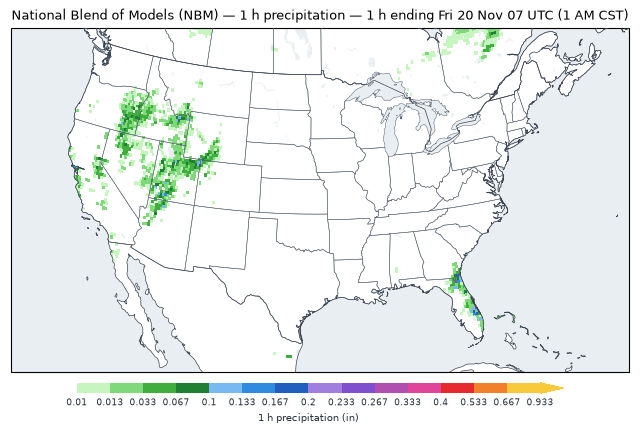 National Blend of Models (NBM) — 1 h precipitation — 1 h ending Fri 20 Nov 07 UTC (1 AM CST)
0.01 0.013 0.033 0.067 0.1 0.133 0.167 0.2 0.233 0.267 0.333 0.4 0.533 0.667 0.933
1 h precipitation (in)